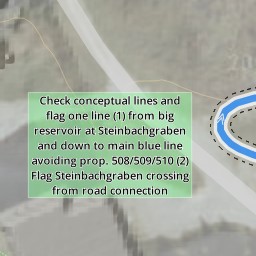 Check conceptual lines and
flag one line (1) from big
reservoir at Steinbachgraben
and down to main blue line
avoiding prop. 508/509/510 (2)
Flag Steinbachgraben crossing
from road connection